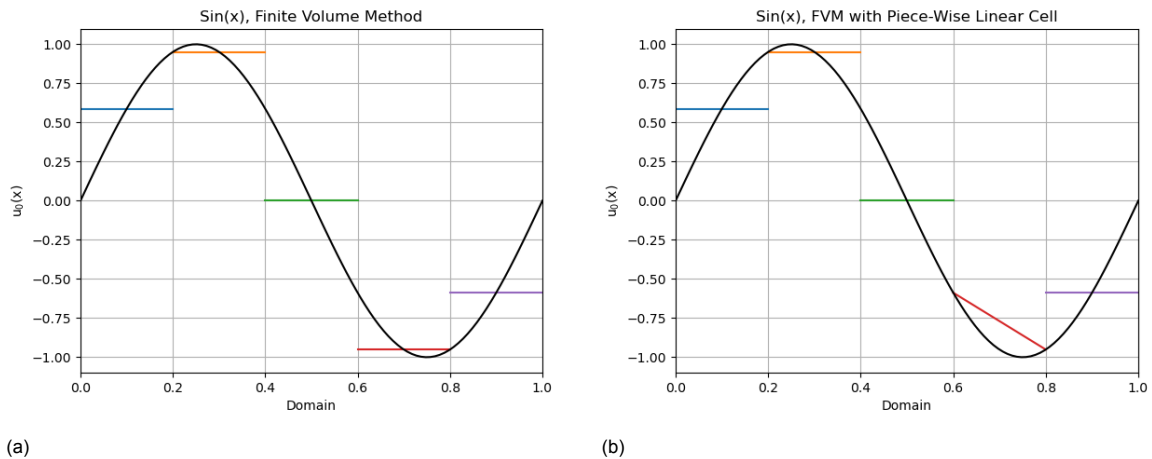 Sin(x), Finite Volume Method
1.00
0.75
0.50
0.25
0.00
−0.25
−0.50
−0.75
−1.00
u₀(x)
0.0 0.2 0.4 0.6 0.8 1.0
Domain
(a)
Sin(x), FVM with Piece-Wise Linear Cell
1.00
0.75
0.50
0.25
0.00
−0.25
−0.50
−0.75
−1.00
u₀(x)
0.0 0.2 0.4 0.6 0.8 1.0
Domain
(b)